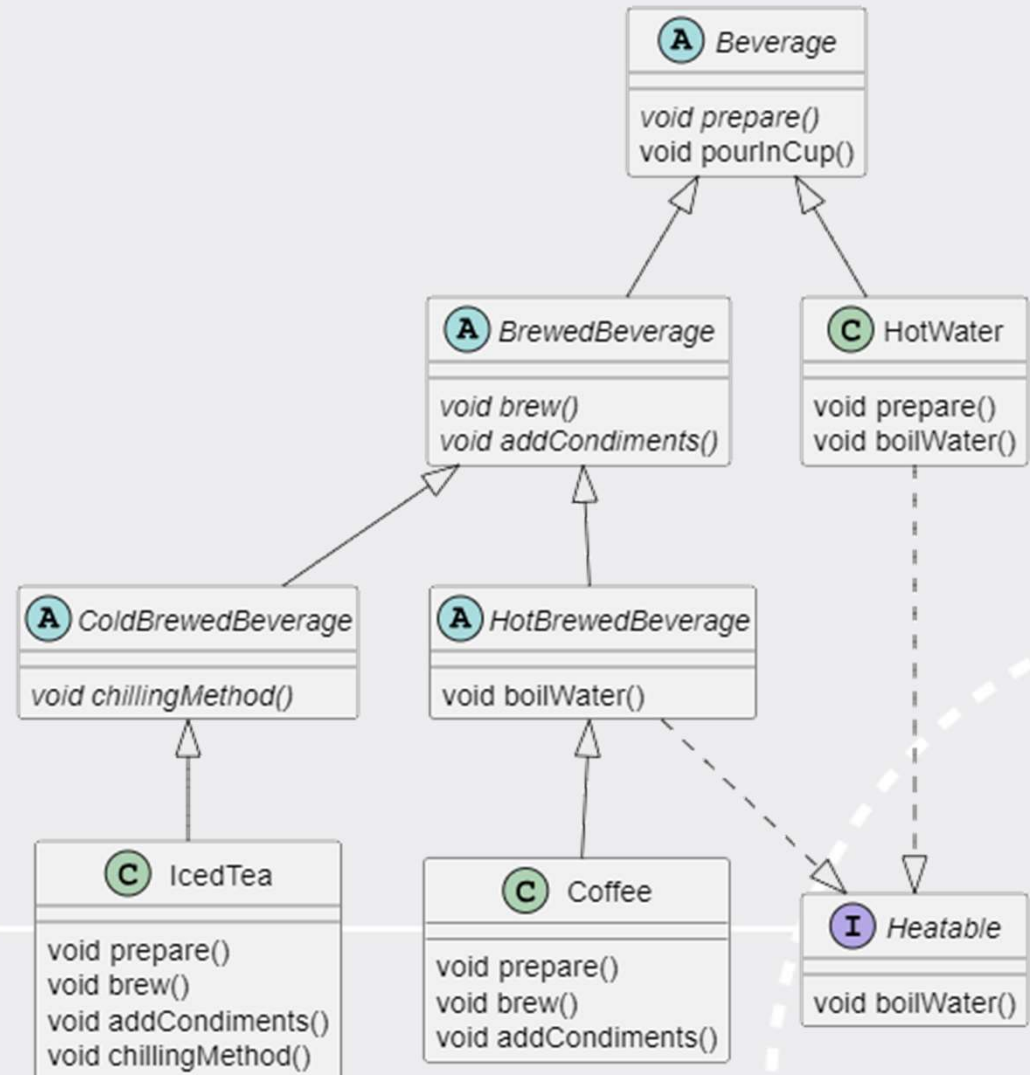 A Beverage
void prepare()
void pourInCup()
A BrewedBeverage
void brew()
void addCondiments()
C HotWater
void prepare()
void boilWater()
A ColdBrewedBeverage
void chillingMethod()
A HotBrewedBeverage
void boilWater()
C IcedTea
void prepare()
void brew()
void addCondiments()
void chillingMethod()
C Coffee
void prepare()
void brew()
void addCondiments()
I Heatable
void boilWater()